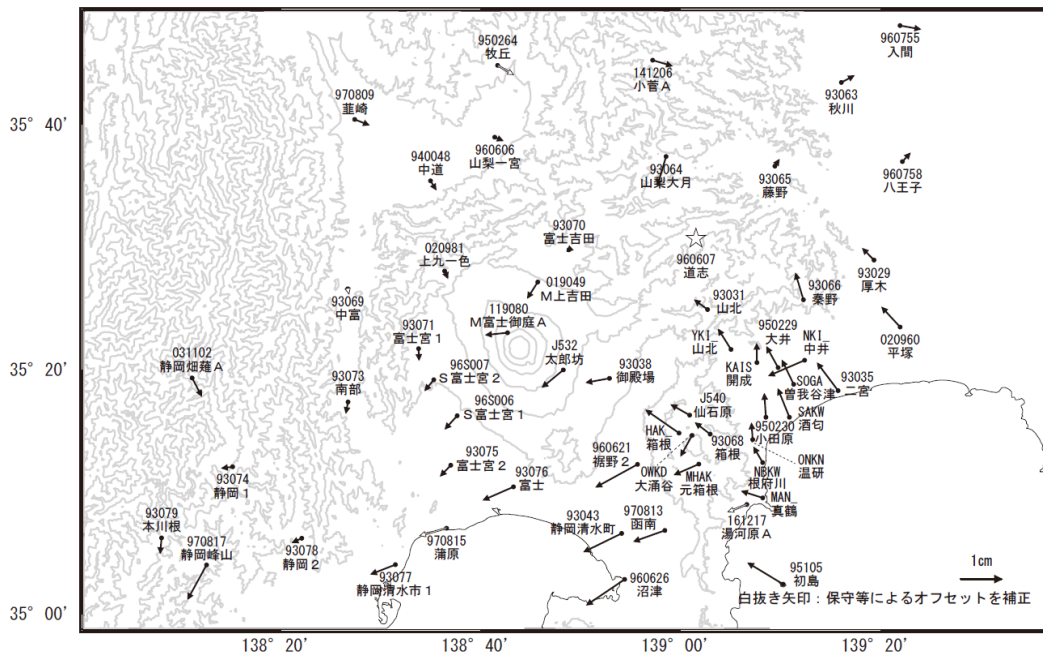 960755
入間
950264
牧丘
141206
小菅A
93063
秋川
970809
韮崎
35° 40'
960606
山梨一宮
940048
中道
93064
山梨大月
93065
藤野
960758
八王子
93070
富士吉田
960607
道志
020981
上九一色
93029
厚木
019049
M上吉田
93069
中富
93066
秦野
93031
山北
119080
M富士御庭A
020960
平塚
93071
富士宮1
950229
大井
NKI_
中井
YKI_
山北
J532
太郎坊
35° 20'
031102
静岡畑薙A
96S007
S富士宮2
93038
御殿場
KAIS
開成
93073
南部
SOGA
曽我谷津
93035
二宮
96S006
S富士宮1
J540
仙石原
SAKW
酒匂
HAK_
箱根
950230
小田原
93068
箱根
93075
富士宮2
960621
裾野2
ONKN
温研
OWKD
大涌谷
MHAK
元箱根
NBKW
根府川
93074
静岡1
93076
富士
MAN_
真鶴
93079
本川根
93043
静岡清水町
970813
函南
161217
湯河原A
970817
静岡峰山
93078
静岡2
970815
蒲原
93077
静岡清水市1
960626
沼津
95105
初島
1cm
白抜き矢印：保守等によるオフセットを補正
35° 00'
138° 20'
138° 40'
139° 00'
139° 20'